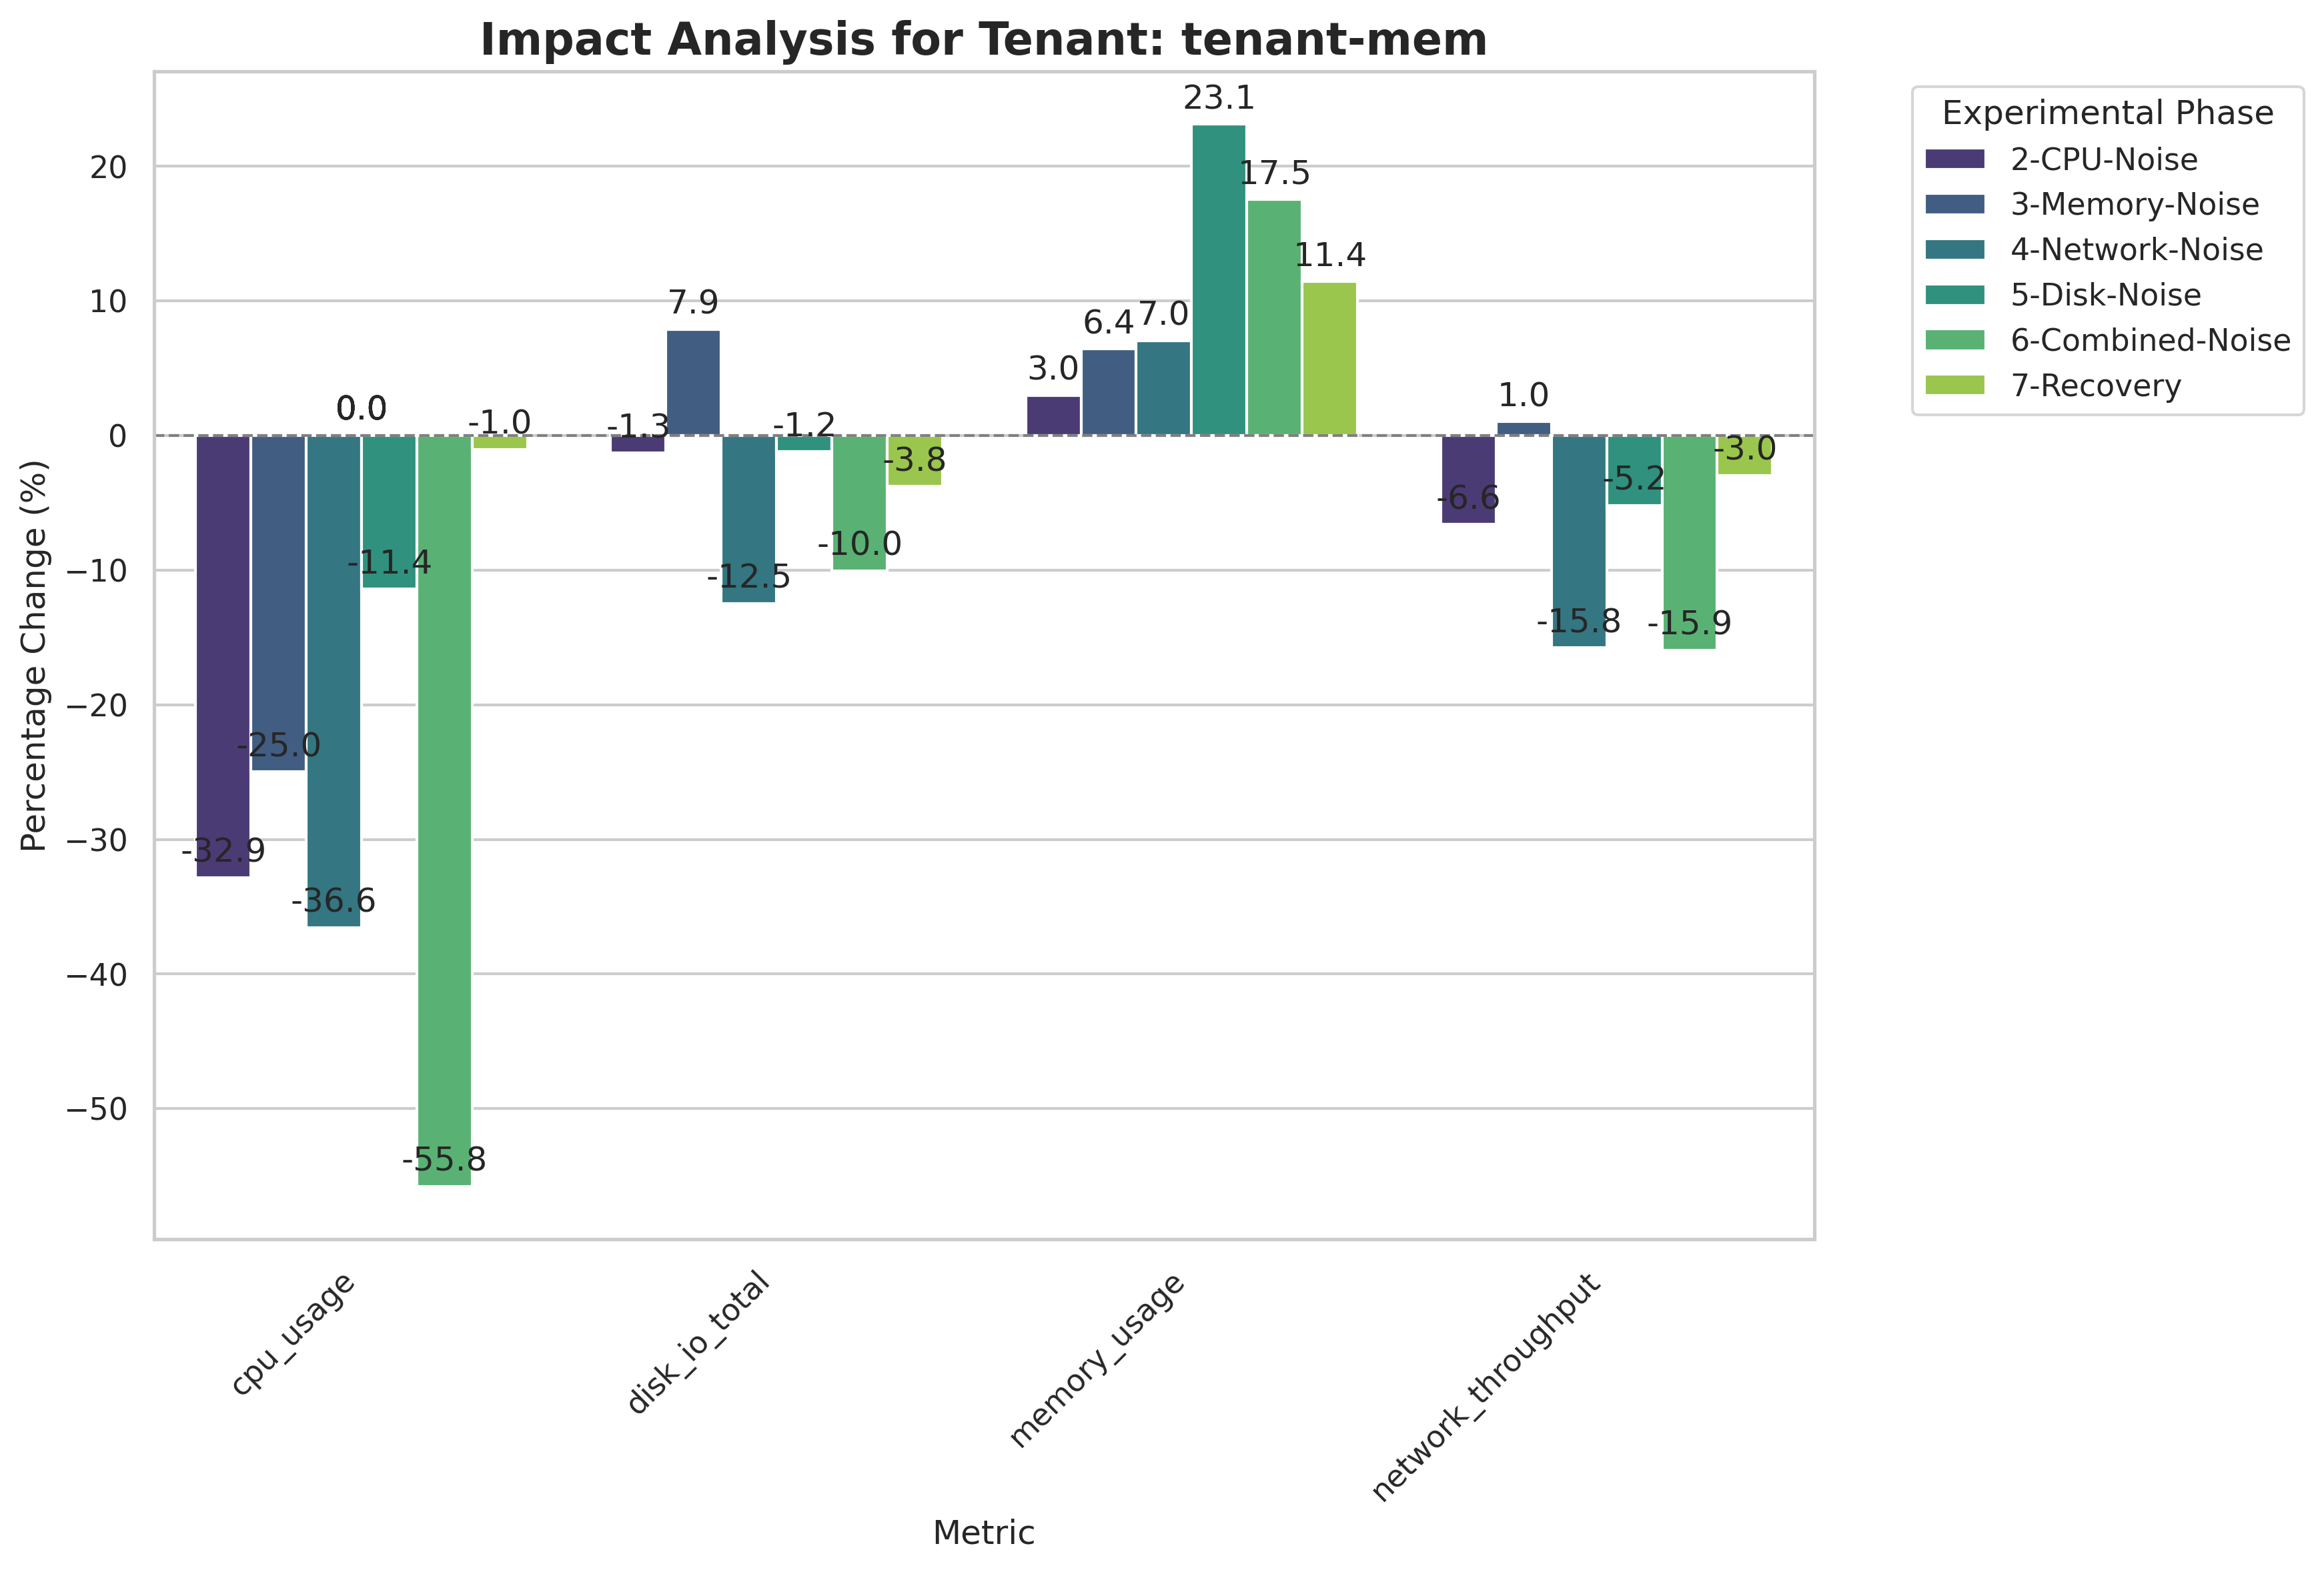 Impact Analysis for Tenant: tenant-mem
Experimental Phase
2-CPU-Noise
3-Memory-Noise
4-Network-Noise
5-Disk-Noise
6-Combined-Noise
7-Recovery
Percentage Change (%)
20
10
0
−10
−20
−30
−40
−50
-32.9
-25.0
-36.6
0.0
-11.4
-55.8
-1.0
-1.3
7.9
-12.5
-1.2
-10.0
-3.8
3.0
6.4
7.0
23.1
17.5
11.4
-6.6
1.0
-15.8
-5.2
-15.9
-3.0
cpu_usage
disk_io_total
memory_usage
network_throughput
Metric